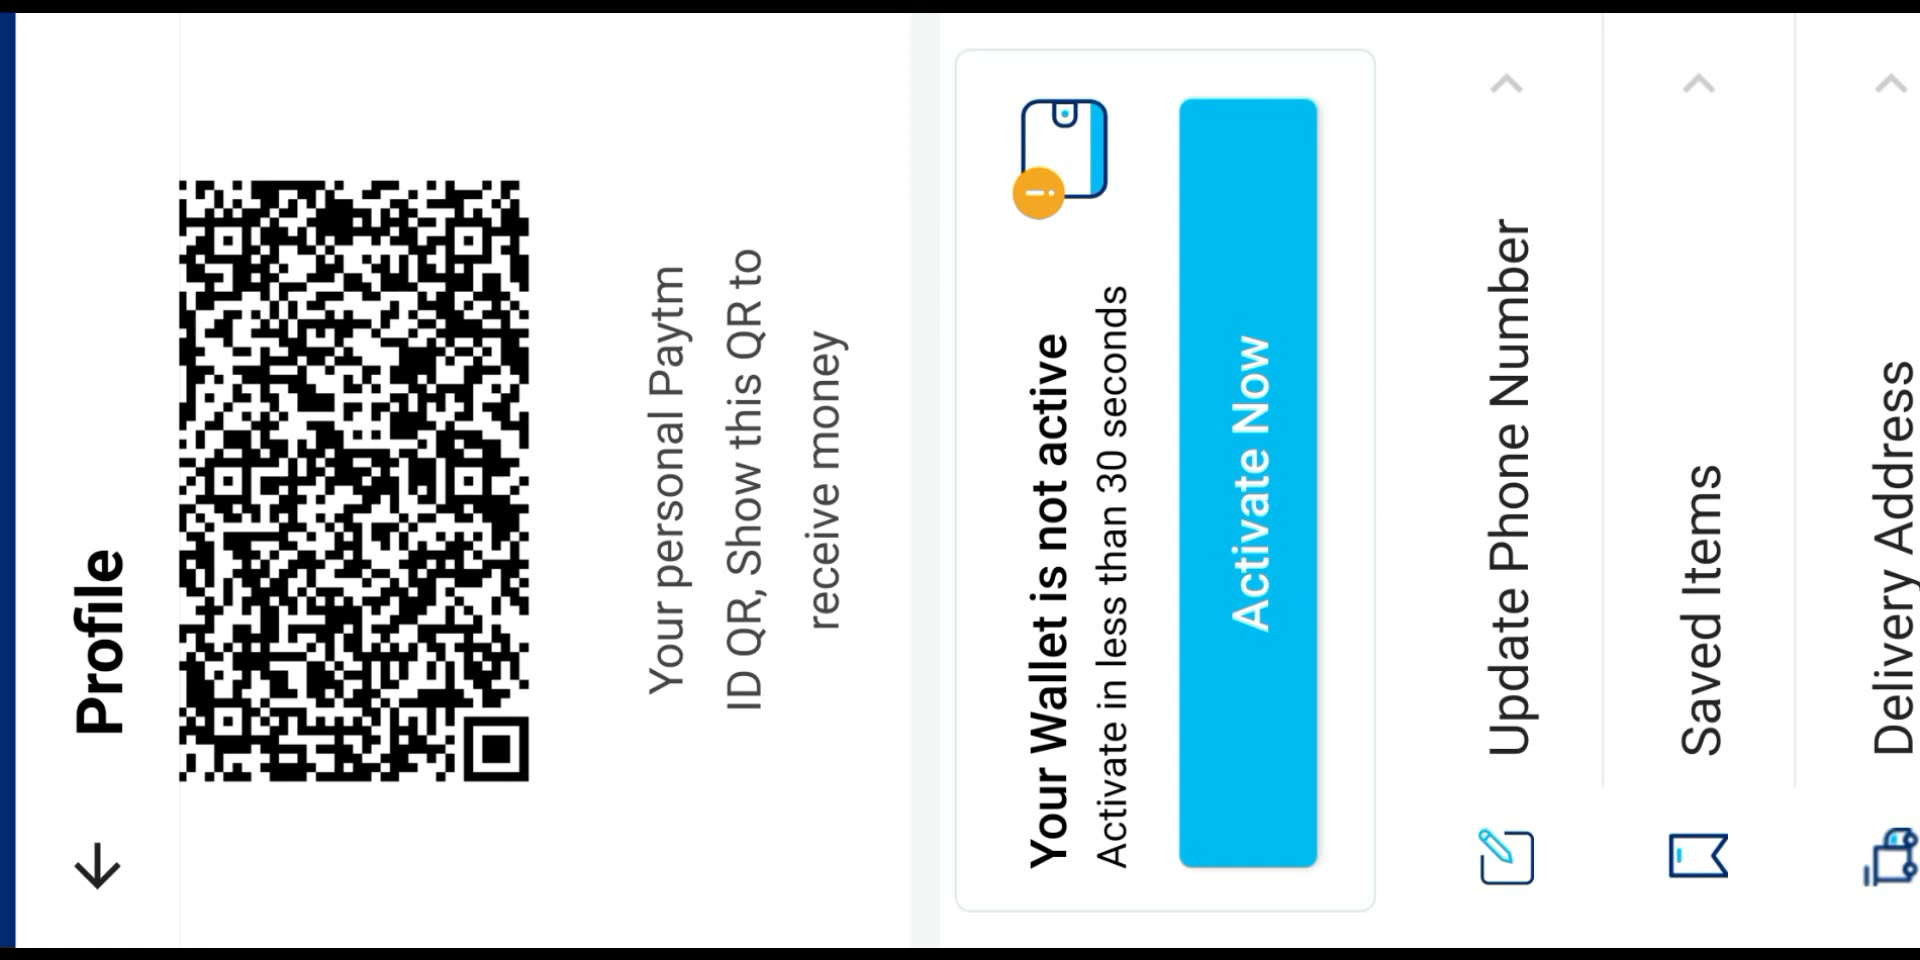 Profile
Your personal Paytm
ID QR, Show this QR to
receive money
Your Wallet is not active
Activate in less than 30 seconds
Activate Now
Update Phone Number
Saved Items
Delivery Address